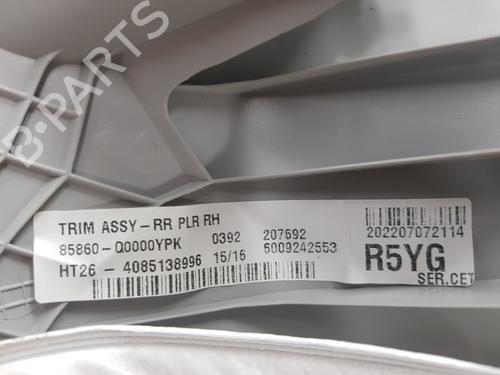 B-PARTS
TRIM ASSY-RR PLR RH
85860-Q0000YPK 0392 207692
HT26-4085138996 15/16 6009242553
202207072114
R5YG
SER.CET